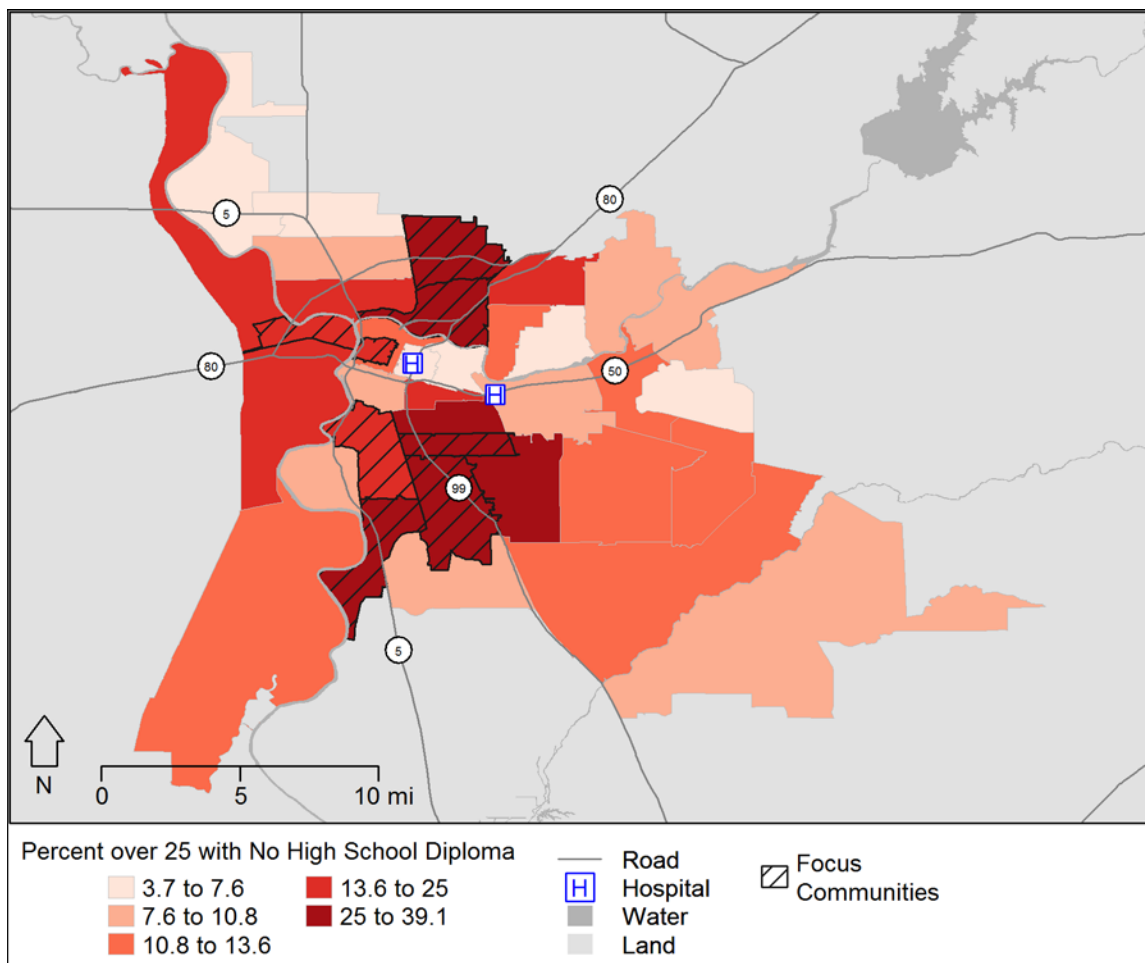 80
5
80
50
H
H
99
5
N
0 5 10 mi
Percent over 25 with No High School Diploma
3.7 to 7.6
7.6 to 10.8
10.8 to 13.6
13.6 to 25
25 to 39.1
Road
H Hospital
Water
Land
Focus
Communities